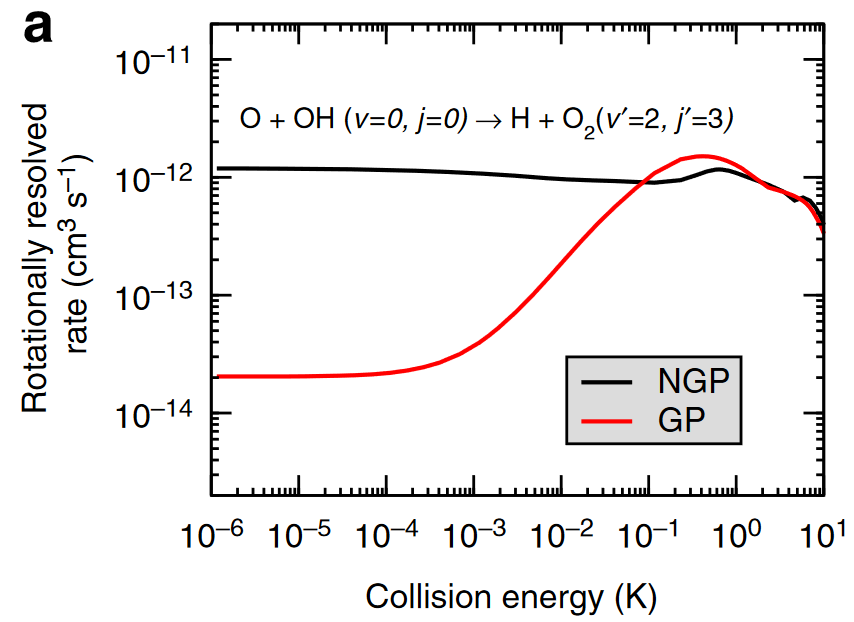 a
Rotationally resolved
rate (cm³ s⁻¹)
10⁻¹¹
10⁻¹²
10⁻¹³
10⁻¹⁴
O + OH (v=0, j=0) → H + O₂(v′=2, j′=3)
NGP
GP
10⁻⁶ 10⁻⁵ 10⁻⁴ 10⁻³ 10⁻² 10⁻¹ 10⁰ 10¹
Collision energy (K)